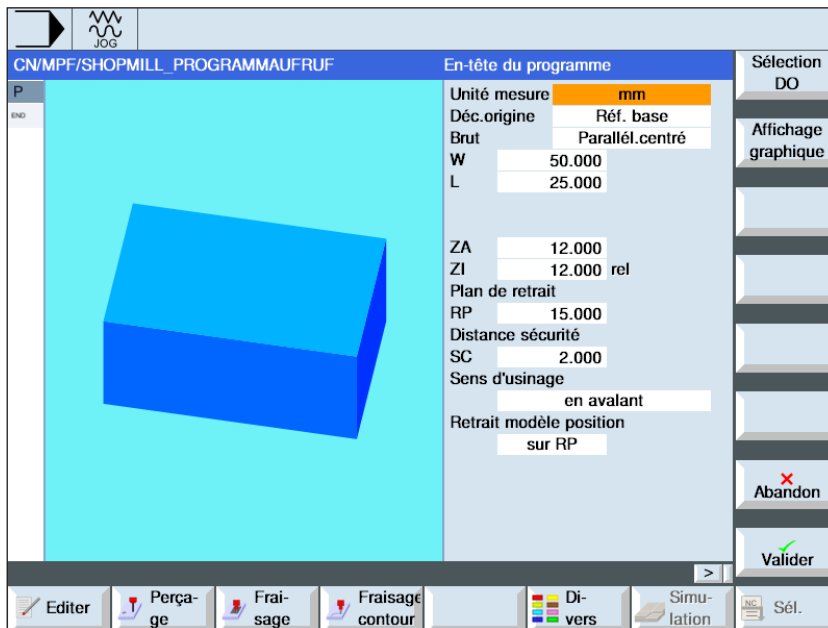 JOG
CN/MPF/SHOPMILL_PROGRAMMAUFRUF
En-tête du programme
P
END
Unité mesure mm
Déc.origine Réf. base
Brut Parallél.centré
W 50.000
L 25.000
ZA 12.000
ZI 12.000 rel
Plan de retrait
RP 15.000
Distance sécurité
SC 2.000
Sens d'usinage
en avalant
Retrait modèle position
sur RP
Sélection
DO
Affichage
graphique
Abandon
Valider
>
Editer
Perça-
ge
Frai-
sage
Fraisage
contour
Di-
vers
Simu-
lation
NC
Sél.